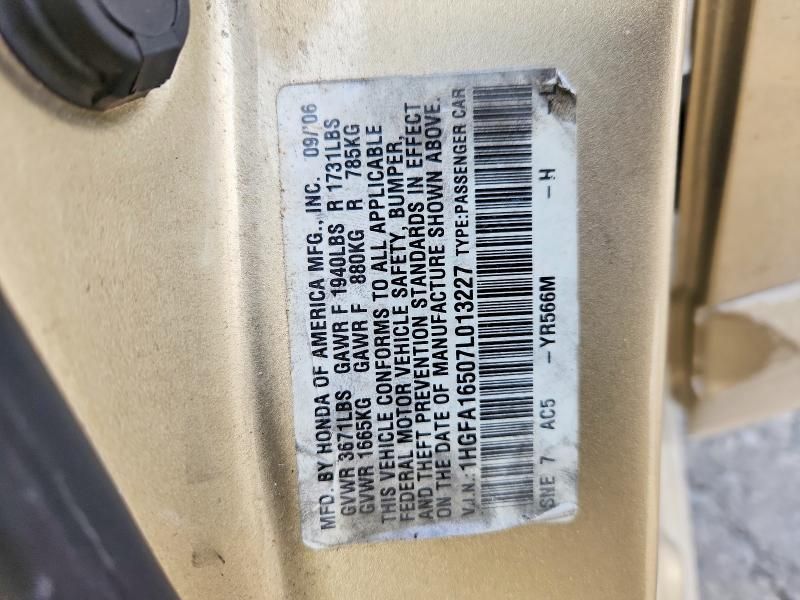 MFD. BY HONDA OF AMERICA MFG., INC. 09/'06
GVWR 3671LBS GAWR F 1940LBS R 1731LBS
GVWR 1665KG GAWR F 880KG R 785KG
THIS VEHICLE CONFORMS TO ALL APPLICABLE
FEDERAL MOTOR VEHICLE SAFETY, BUMPER,
AND THEFT PREVENTION STANDARDS IN EFFECT
ON THE DATE OF MANUFACTURE SHOWN ABOVE.
V.I.N.: 1HGFA16507L013227 TYPE:PASSENGER CAR
SNE 7 AC5 -YR566M -H -L